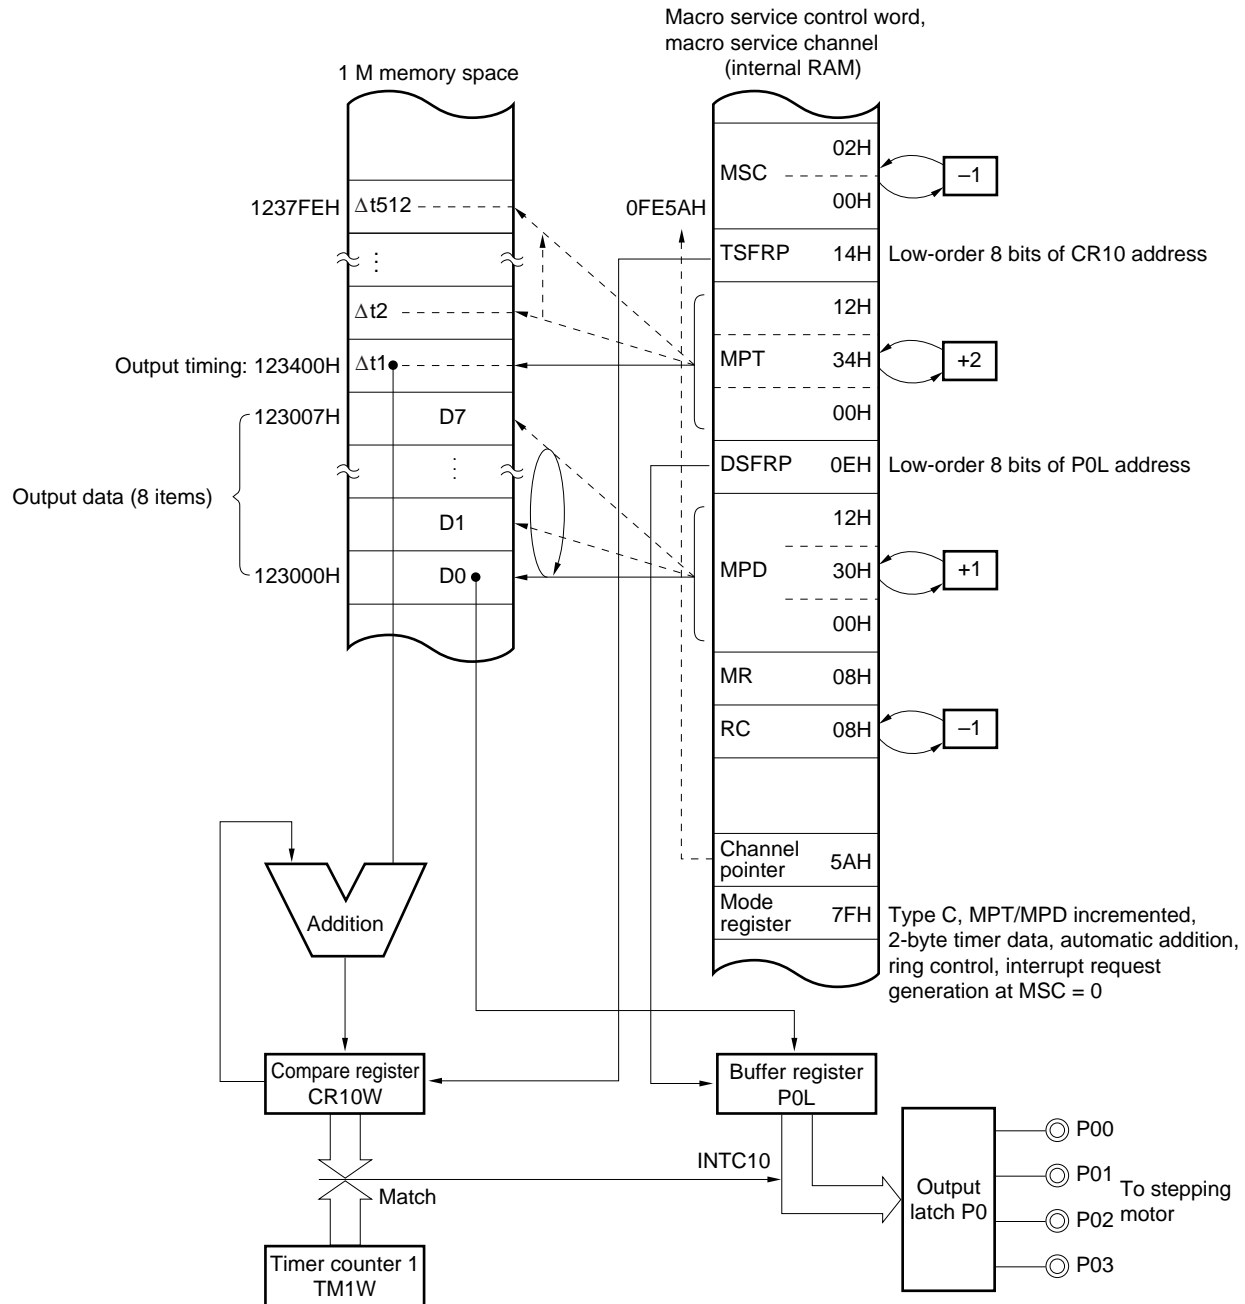 Macro service control word,
macro service channel
(internal RAM)
1 M memory space
02H
MSC
–1
00H
1237FEH
Δt512
0FE5AH
TSFRP 14H
Low-order 8 bits of CR10 address
⋮
12H
Δt2
Output timing: 123400H
Δt1
MPT 34H
+2
00H
123007H
D7
DSFRP 0EH
Low-order 8 bits of P0L address
⋮
Output data (8 items)
12H
D1
123000H
D0
MPD 30H
+1
00H
MR 08H
RC 08H
–1
Channel
pointer
5AH
Mode
register
7FH
Type C, MPT/MPD incremented,
2-byte timer data, automatic addition,
ring control, interrupt request
generation at MSC = 0
Addition
Compare register
CR10W
Buffer register
P0L
INTC10
Match
Output
latch P0
P00
P01
P02
P03
To stepping
motor
Timer counter 1
TM1W